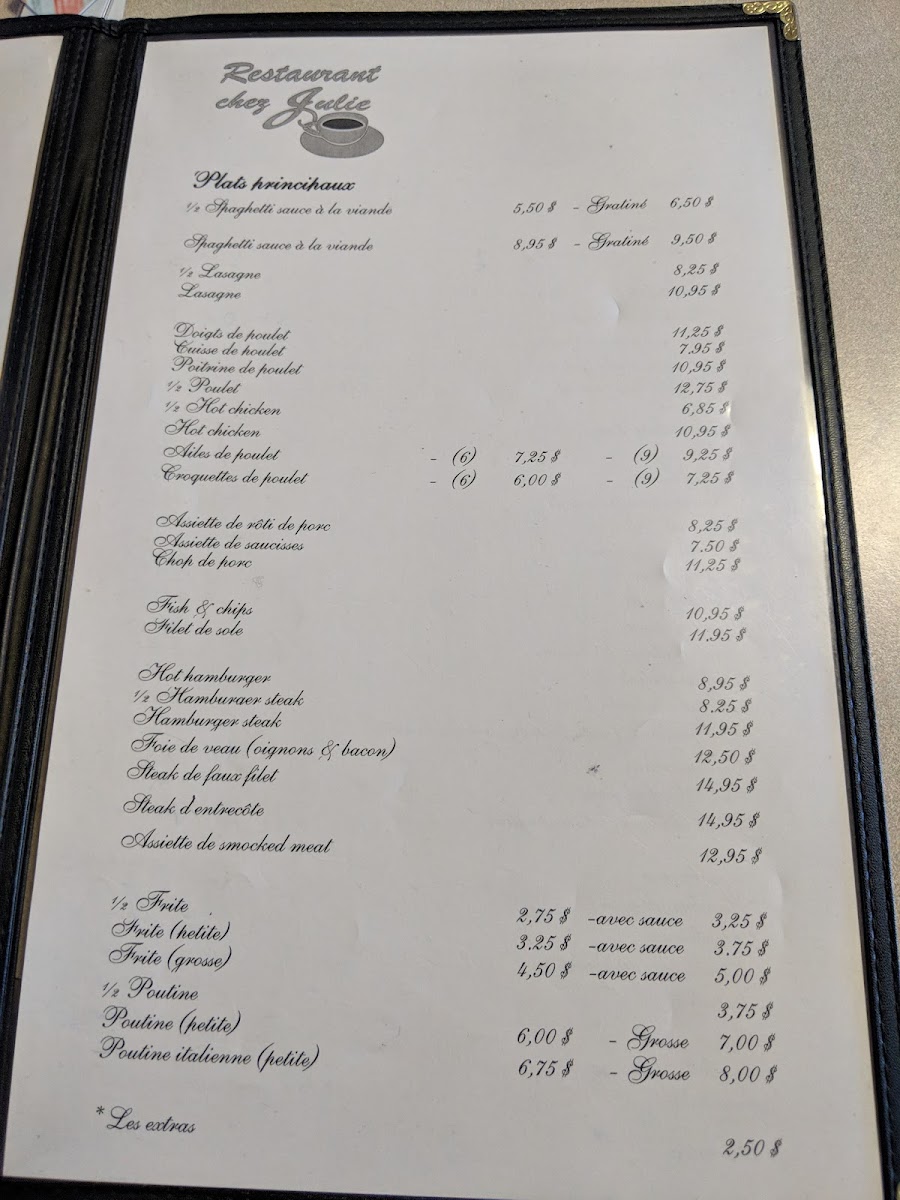 Restaurant
chez Julie
Plats principaux
1/2 Spaghetti sauce à la viande 5,50 $ - Gratiné 6,50 $
Spaghetti sauce à la viande 8,95 $ - Gratiné 9,50 $
1/2 Lasagne 8,25 $
Lasagne 10,95 $
Doigts de poulet 11,25 $
Cuisse de poulet 7.95 $
Poitrine de poulet 10,95 $
1/2 Poulet 12,75 $
1/2 Hot chicken 6,85 $
Hot chicken 10,95 $
Ailes de poulet - (6) 7,25 $ - (9) 9,25 $
Croquettes de poulet - (6) 6,00 $ - (9) 7,25 $
Assiette de rôti de porc 8,25 $
Assiette de saucisses 7.50 $
Chop de porc 11,25 $
Fish & chips 10,95 $
Filet de sole 11.95 $
Hot hamburger 8,95 $
1/2 Hamburger steak 8.25 $
Hamburger steak 11,95 $
Foie de veau (oignons & bacon) 12,50 $
Steak de faux filet 14,95 $
Steak d'entrecôte 14,95 $
Assiette de smocked meat 12,95 $
1/2 Frite 2,75 $ -avec sauce 3,25 $
Frite (petite) 3.25 $ -avec sauce 3.75 $
Frite (grosse) 4,50 $ -avec sauce 5,00 $
1/2 Poutine 3,75 $
Poutine (petite) 6,00 $ - Grosse 7,00 $
Poutine italienne (petite) 6,75 $ - Grosse 8,00 $
* Les extras 2,50 $